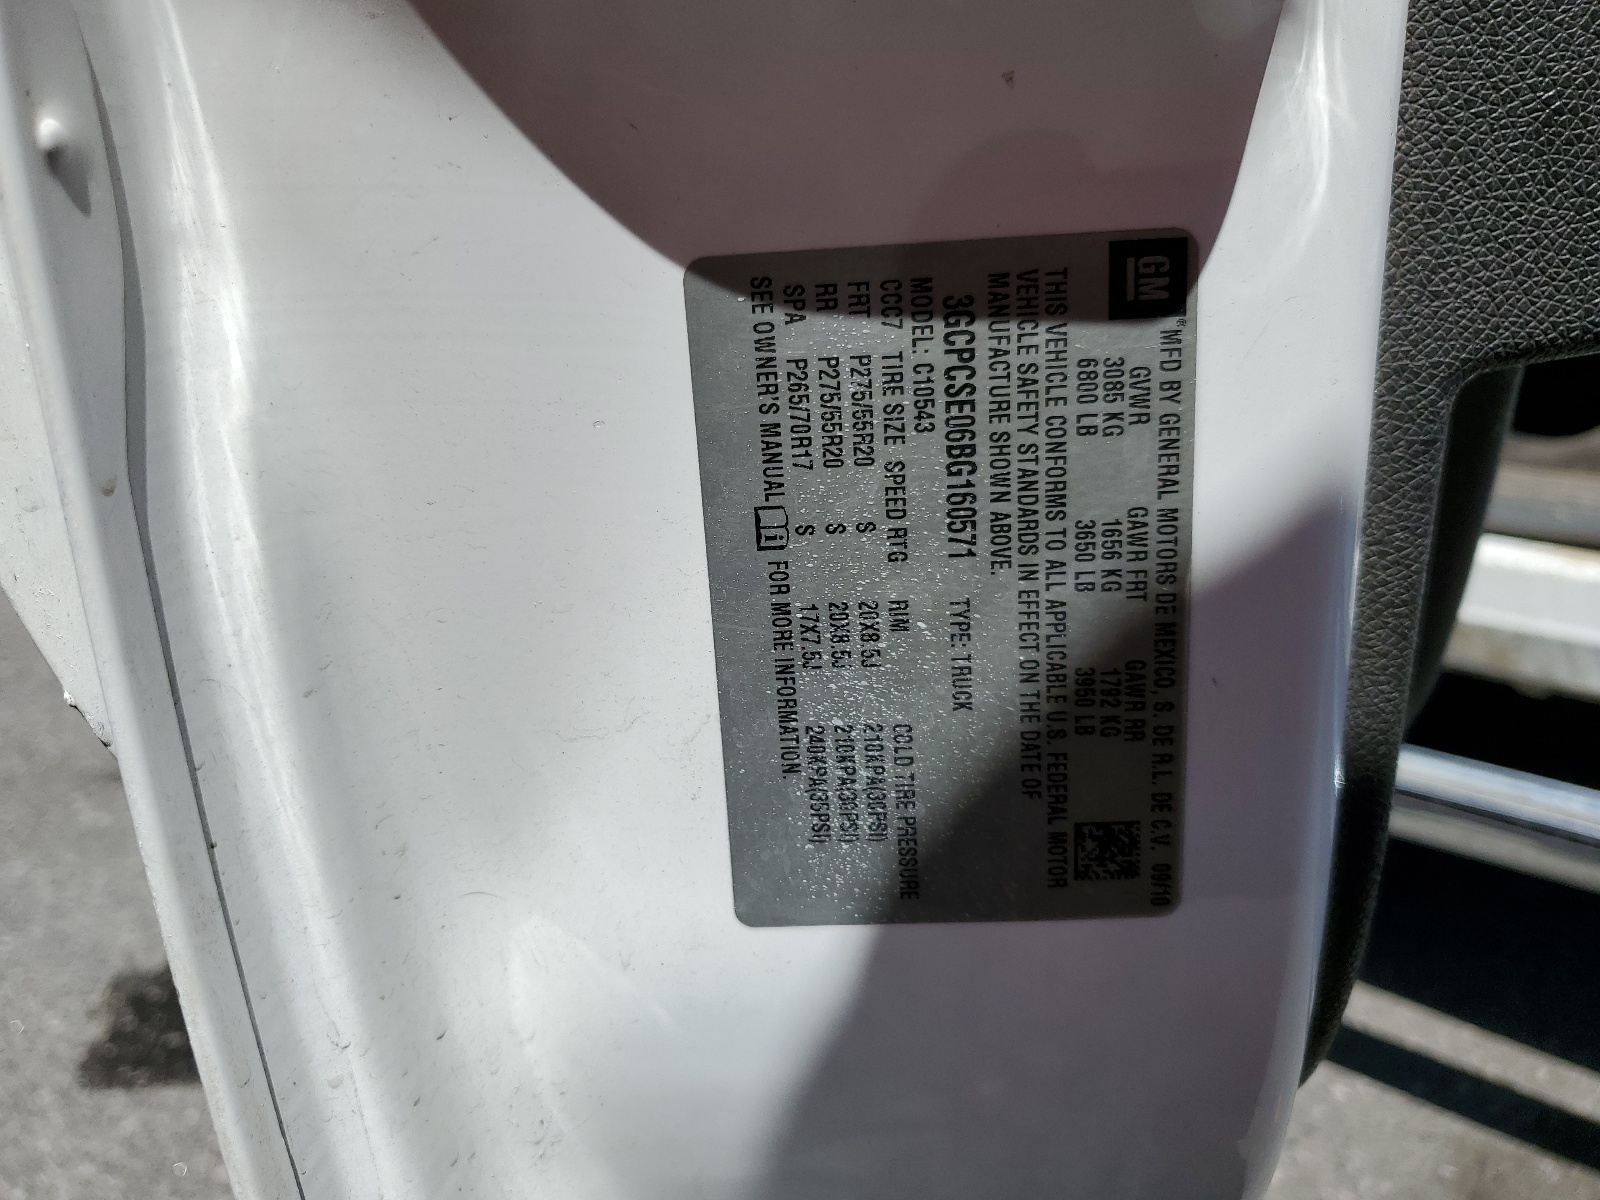 GM ® MFD BY GENERAL MOTORS DE MEXICO, S. DE R.L. DE C.V. 09/10
GVWR GAWR FRT GAWR RR
3085 KG 1656 KG 1792 KG
6800 LB 3650 LB 3950 LB
THIS VEHICLE CONFORMS TO ALL APPLICABLE U.S. FEDERAL MOTOR
VEHICLE SAFETY STANDARDS IN EFFECT ON THE DATE OF
MANUFACTURE SHOWN ABOVE.
3GCPCSE06BG160571 TYPE: TRUCK
MODEL: C10543
CCC7 TIRE SIZE SPEED RTG RIM COLD TIRE PRESSURE
FRT P275/55R20 S 20X8.5J 210KPA(30PSI)
RR P275/55R20 S 20X8.5J 210KPA(30PSI)
SPA P265/70R17 S 17X7.5J 240KPA(35PSI)
SEE OWNER'S MANUAL i FOR MORE INFORMATION.